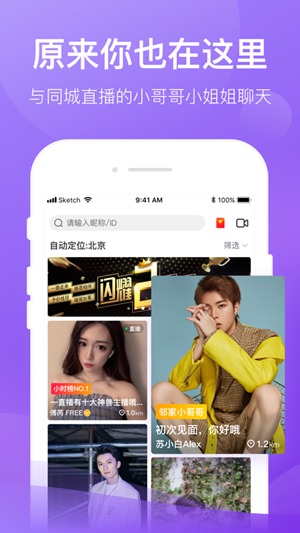 原来你也在这里
与同城直播的小哥哥小姐姐聊天
Sketch
9:41 AM
100%
请输入昵称/ID
自动定位:北京
筛选
闪耀
直播
小时榜NO.1
一直播有十大神兽主播哦...
傅芮 FREE
1.0km
邻家小哥哥
初次见面，你好哦
苏小白Alex
1.2km